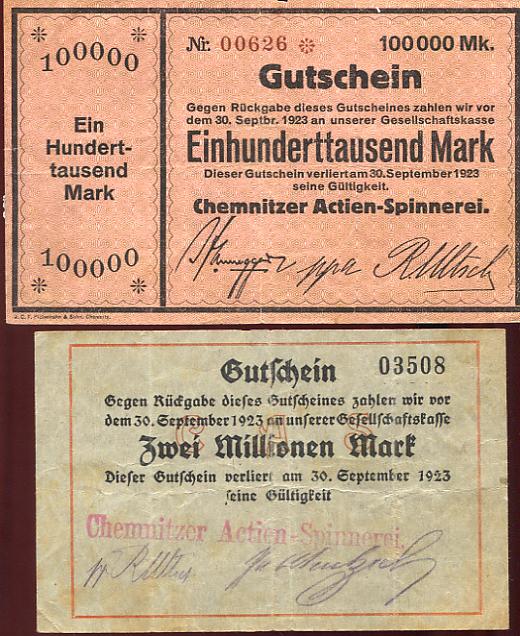 100000
Ein
Hundert-
tausend
Mark
100000
Nr. 00626 100000 Mk.
Gutschein
Gegen Rückgabe dieses Gutscheines zahlen wir vor
dem 30. Septbr. 1923 an unserer Gesellschaftskasse
Einhunderttausend Mark
Dieser Gutschein verliert am 30. September 1923
seine Gültigkeit.
Chemnitzer Actien-Spinnerei.
ppa
Gutschein 03508
Gegen Rückgabe dieses Gutscheines zahlen wir vor
dem 30. September 1923 an unserer Gesellschaftskasse
Zwei Millionen Mark
Dieser Gutschein verliert am 30. September 1923
seine Gültigkeit
Chemnitzer Actien-Spinnerei.